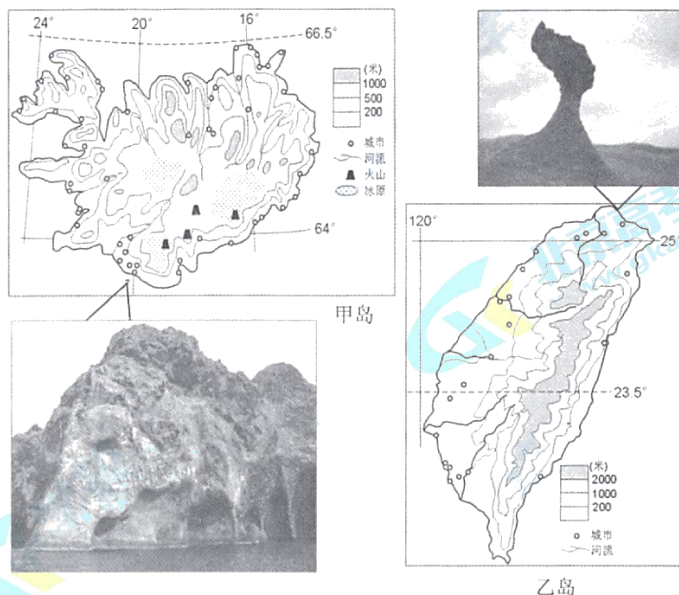 24° 20° 16°
66.5°
(米)
1000
500
200
城市
河流
火山
冰原
64°
甲岛
120°
25
23.5°
(米)
2000
1000
200
城市
河流
乙岛